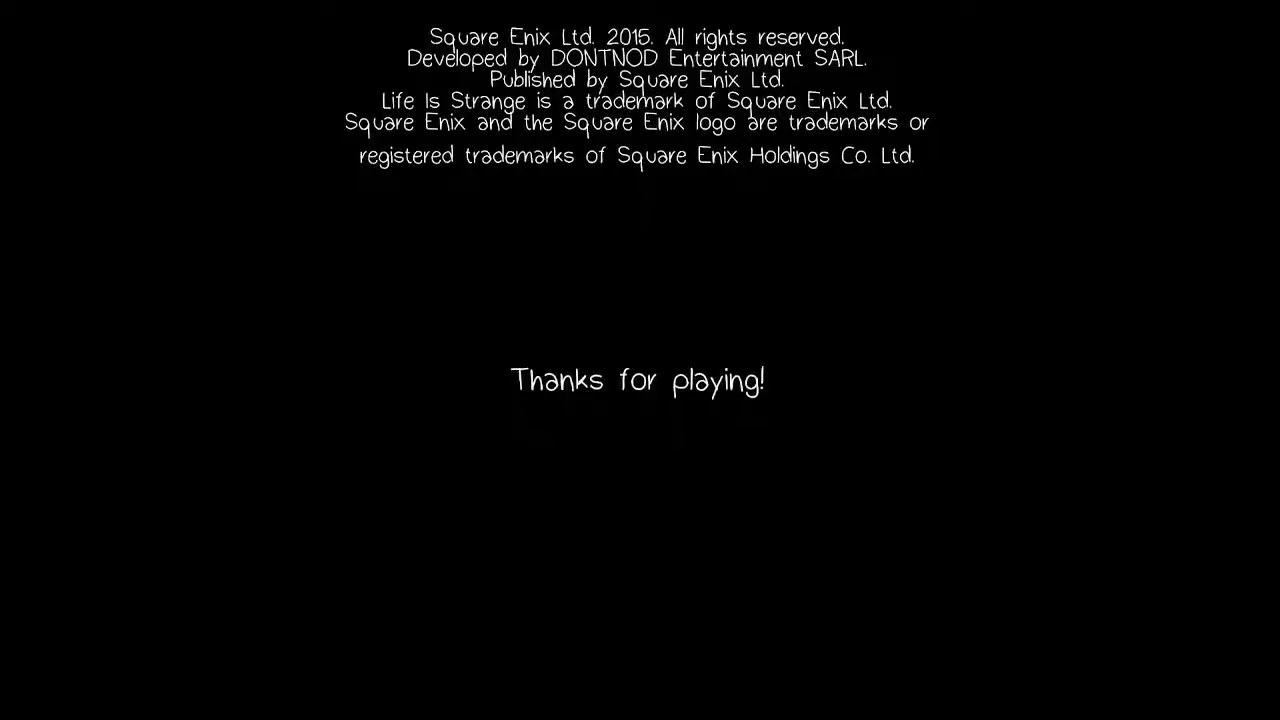 Square Enix Ltd. 2015. All rights reserved.
Developed by DONTNOD Entertainment SARL.
Published by Square Enix Ltd.
Life Is Strange is a trademark of Square Enix Ltd.
Square Enix and the Square Enix logo are trademarks or
registered trademarks of Square Enix Holdings Co. Ltd.
Thanks for playing!